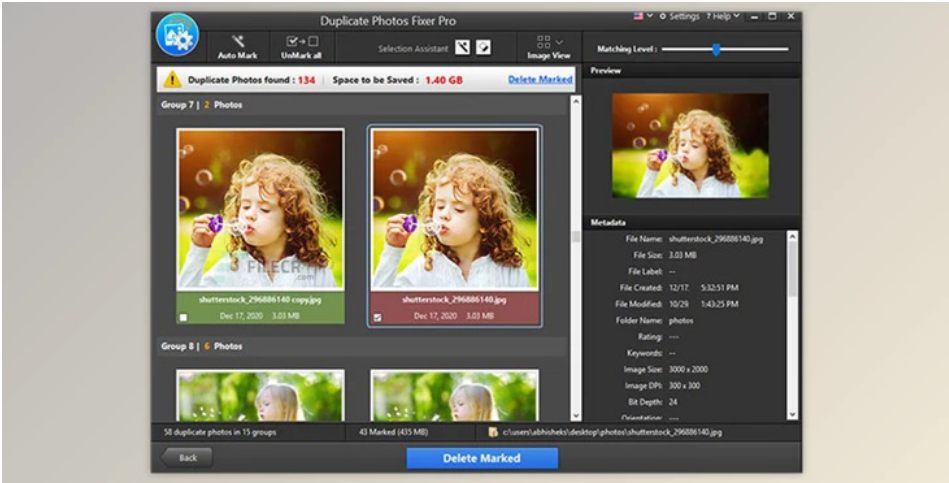 Duplicate Photos Fixer Pro
Settings ? Help
Auto Mark
UnMark all
Selection Assistant
Image View
Matching Level :
Duplicate Photos found : 134 | Space to be Saved : 1.40 GB
Delete Marked
Preview
Group 7 | 2 Photos
FILECR
.com
shutterstock_296886140 copy.jpg
Dec 17, 2020 3.03 MB
shutterstock_296886140.jpg
Dec 17, 2020 3.03 MB
Group 8 | 6 Photos
Metadata
File Name: shutterstock_296886140.jpg
File Size: 3.03 MB
File Label: --
File Created: 12/17, 5:32:51 PM
File Modified: 10/29, 1:43:25 PM
Folder Name: photos
Rating: ---
Keywords: --
Image Size: 3000 x 2000
Image DPI: 300 x 300
Bit Depth: 24
Orientation: ---
58 duplicate photos in 15 groups
43 Marked (435 MB)
c:\users\abhisheks\desktop\photos\shutterstock_296886140.jpg
Back
Delete Marked